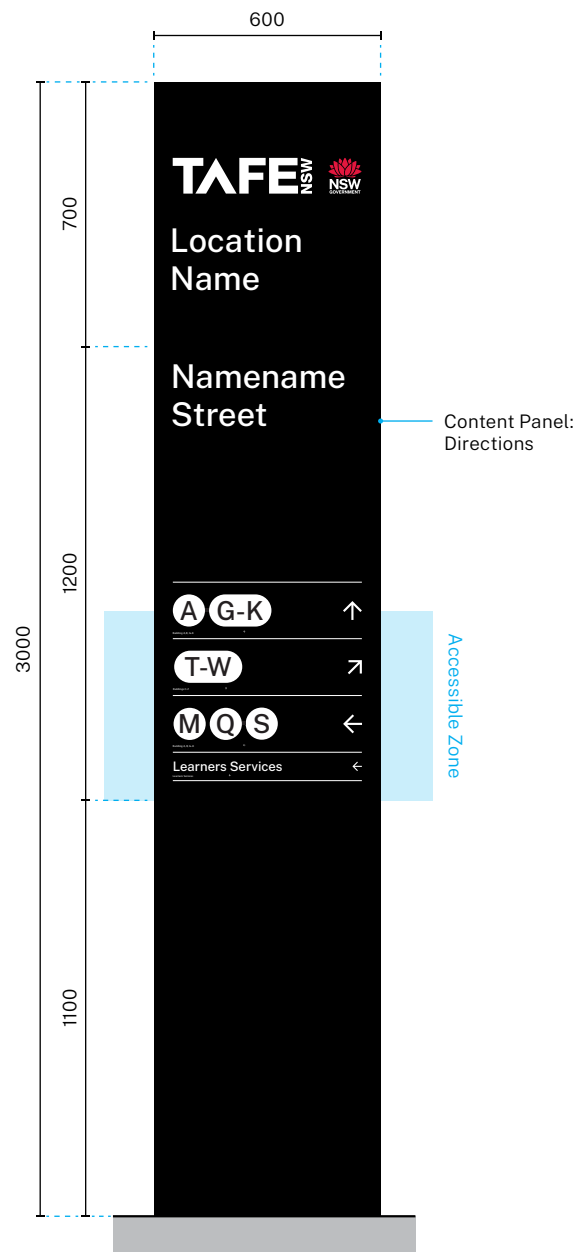 600
TAFE NSW
NSW
GOVERNMENT
700
Location
Name
Namename
Street
Content Panel:
Directions
1200
3000
A G-K
T-W
M Q S
Accessible Zone
Learners Services
1100